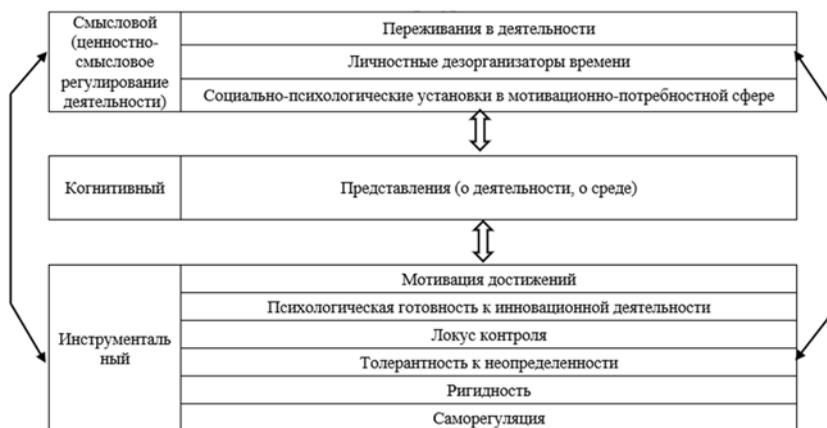 Смысловой
(ценностно-
смысловое
регулирование
деятельности)
Переживания в деятельности
Личностные дезорганизаторы времени
Социально-психологические установки в мотивационно-потребностной сфере
Когнитивный
Представления (о деятельности, о среде)
Инструменталь
ный
Мотивация достижений
Психологическая готовность к инновационной деятельности
Локус контроля
Толерантность к неопределенности
Ригидность
Саморегуляция